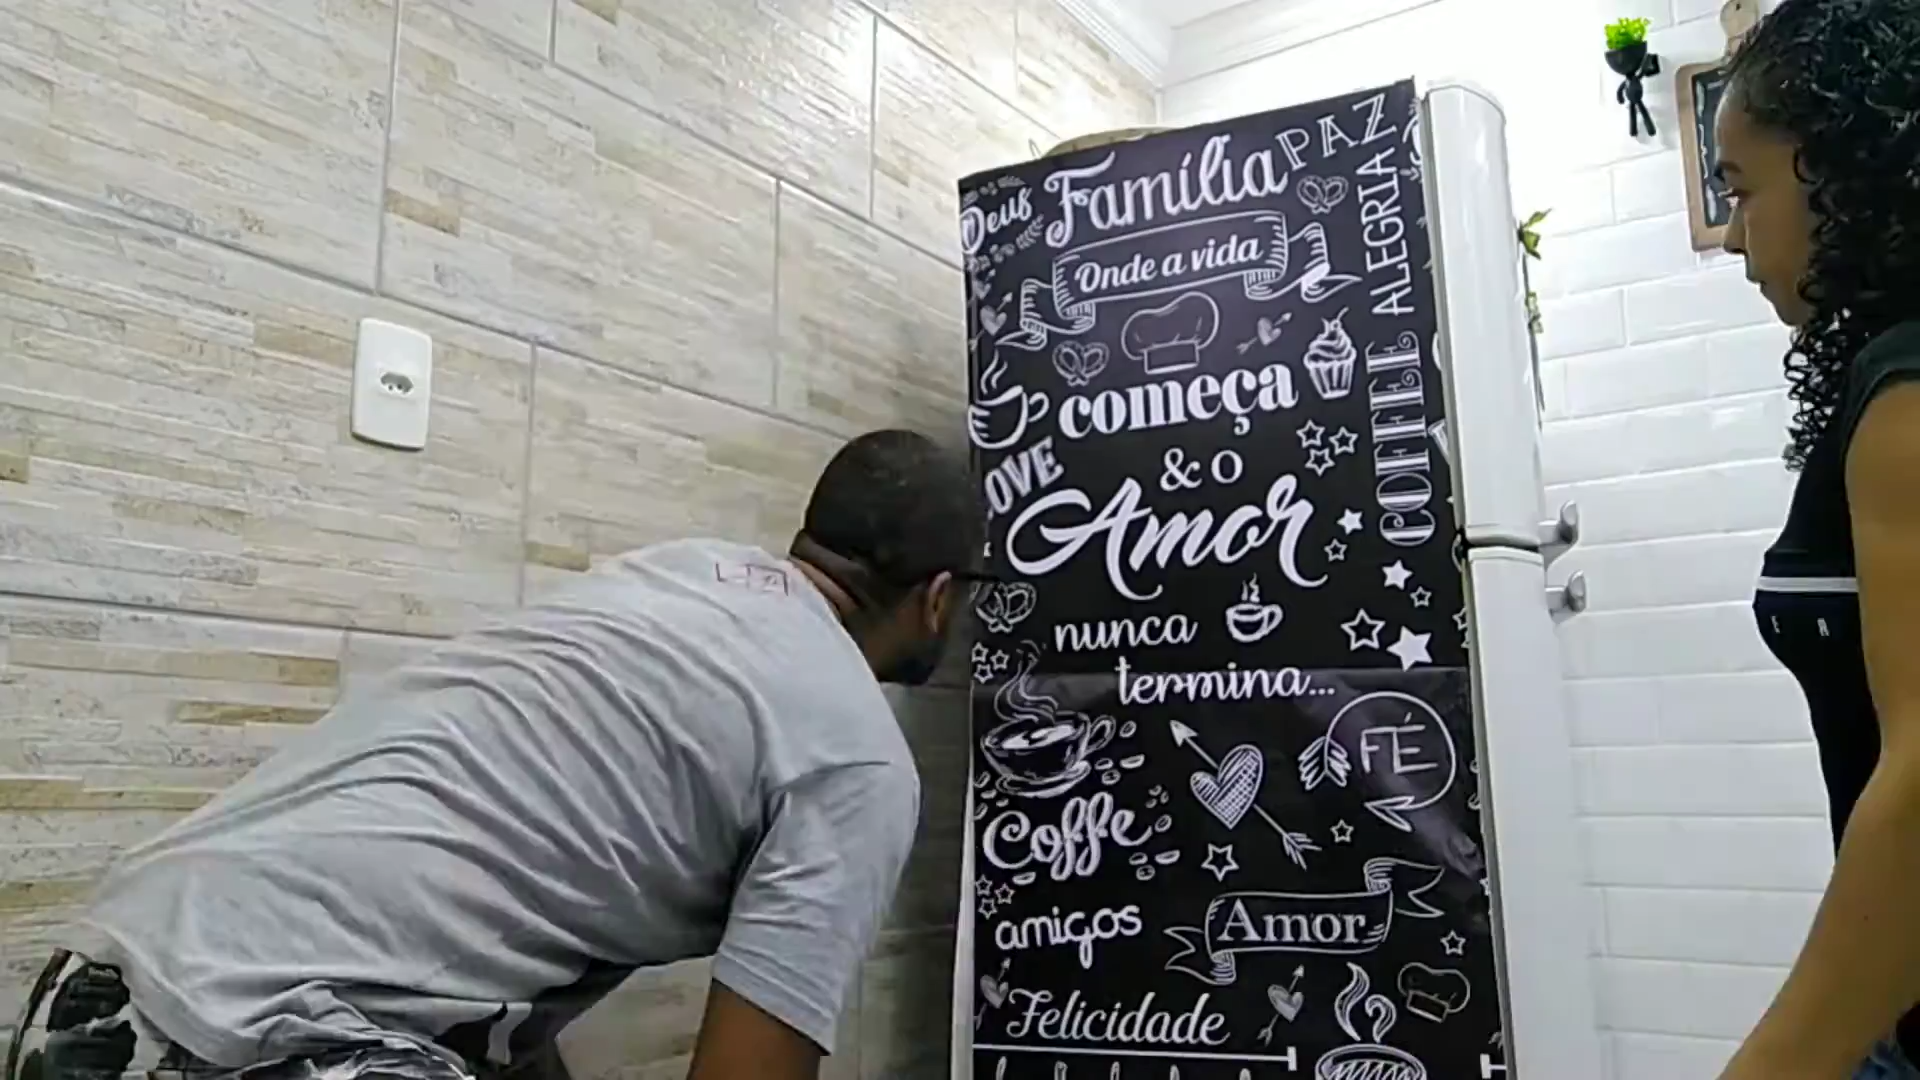 Deus
Família
PAZ
Onde a vida
ALEGRIA
começa
COFFEE
LOVE
& o
Amor
nunca
termina...
FÉ
Coffe
amigos
Amor
Felicidade